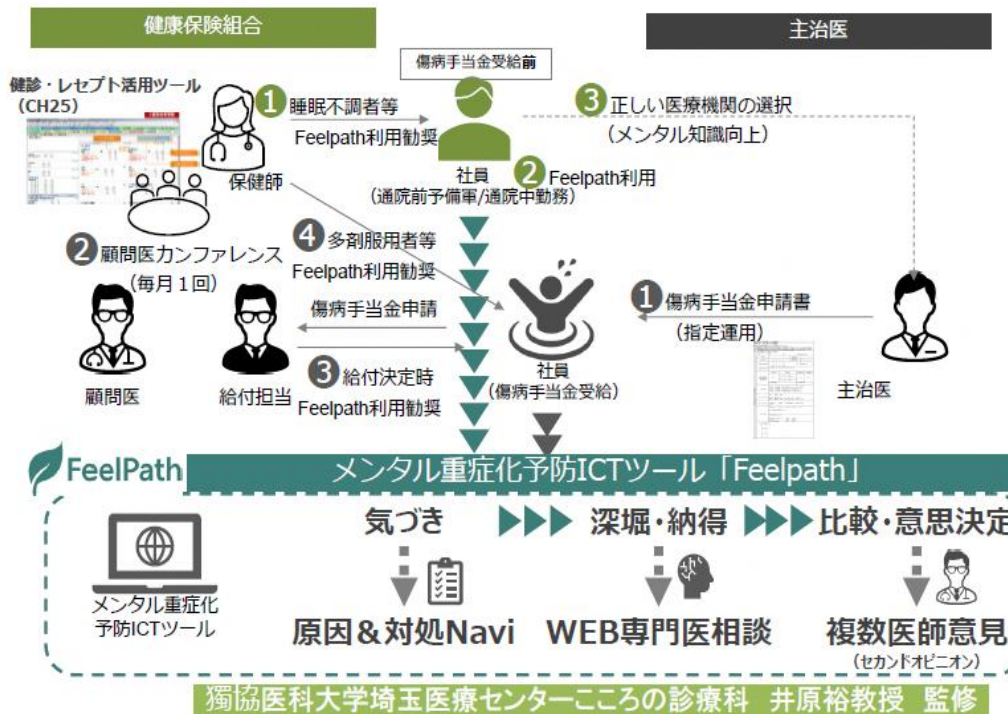 健康保険組合
主治医
傷病手当金受給前
健診・レセプト活用ツール
（CH25）
❶ 睡眠不調者等
Feelpath利用勧奨
❸ 正しい医療機関の選択
（メンタル知識向上）
保健師
社員
❷ Feelpath利用
（通院前予備軍/通院中勤務）
❷ 顧問医カンファレンス
（毎月１回）
❹ 多剤服用者等
Feelpath利用勧奨
傷病手当金申請
❶ 傷病手当金申請書
（指定運用）
❸ 給付決定時
Feelpath利用勧奨
顧問医
給付担当
社員
（傷病手当金受給）
主治医
FeelPath
メンタル重症化予防ICTツール「Feelpath」
気づき
深堀・納得
比較・意思決定
メンタル重症化
予防ICTツール
原因＆対処Navi
WEB専門医相談
複数医師意見
（セカンドオピニオン）
獨協医科大学埼玉医療センターこころの診療科　井原裕教授　監修